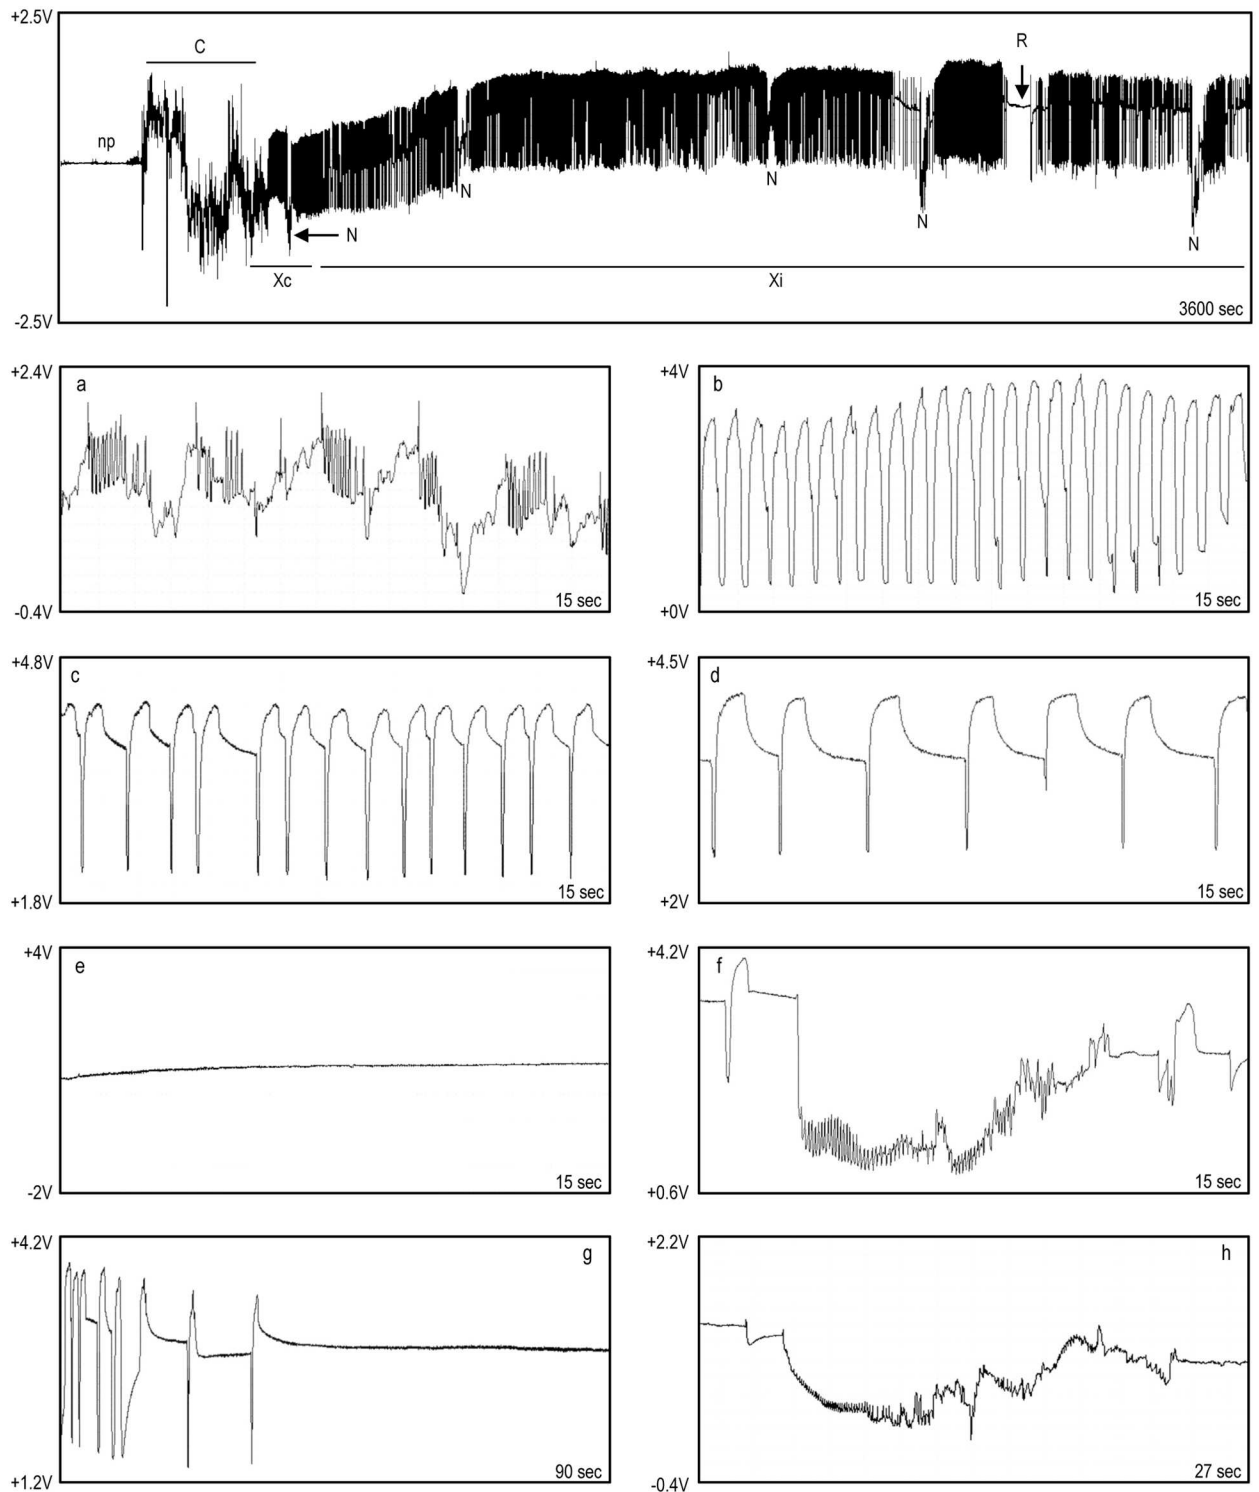 +2.5V
C
R
np
N
N
N
N
N
Xc
Xi
3600 sec
-2.5V
+2.4V
a
15 sec
-0.4V
+4V
b
15 sec
+0V
+4.8V
c
15 sec
+1.8V
+4.5V
d
15 sec
+2V
+4V
e
15 sec
-2V
+4.2V
f
15 sec
+0.6V
+4.2V
g
90 sec
+1.2V
+2.2V
h
27 sec
-0.4V